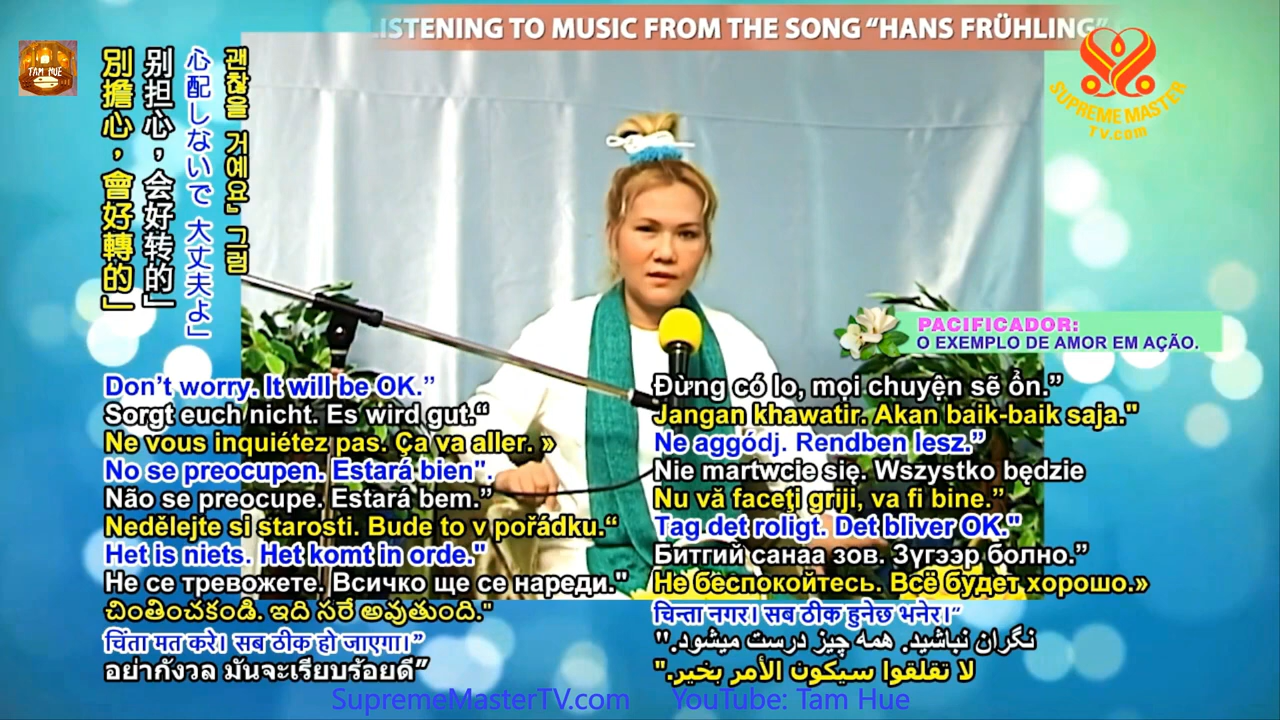 LISTENING TO MUSIC FROM THE SONG “HANS FRÜHLING”
TAM HUE
SUPREME MASTER
TV.com
괜찮을 거예요」 그럼
心配しないで 大丈夫よ」
别担心，会好转的」
別擔心，會好轉的」
PACIFICADOR:
O EXEMPLO DE AMOR EM AÇÃO.
Don’t worry. It will be OK.”
Sorgt euch nicht. Es wird gut.“
Ne vous inquiétez pas. Ça va aller. »
No se preocupen. Estará bien".
Não se preocupe. Estará bem.”
Nedělejte si starosti. Bude to v pořádku.“
Het is niets. Het komt in orde."
Не се тревожете. Всичко ще се нареди."
చింతించకండి. ఇది సరే అవుతుంది."
चिंता मत करे। सब ठीक हो जाएगा।”
อย่ากังวล มันจะเรียบร้อยดี”
Đừng có lo, mọi chuyện sẽ ổn.”
Jangan khawatir. Akan baik-baik saja."
Ne aggódj. Rendben lesz.”
Nie martwcie się. Wszystko będzie
Nu vă faceţi griji, va fi bine.”
Tag det roligt. Det bliver OK."
Битгий санаа зов. Зүгээр болно.”
Не беспокойтесь. Всё будет хорошо.»
चिन्ता नगर। सब ठीक हुनेछ भनेर।“
نگران نباشید. همه چیز درست میشود."
لا تقلقوا سيكون الأمر بخير."
SupremeMasterTV.com
YouTube: Tam Hue